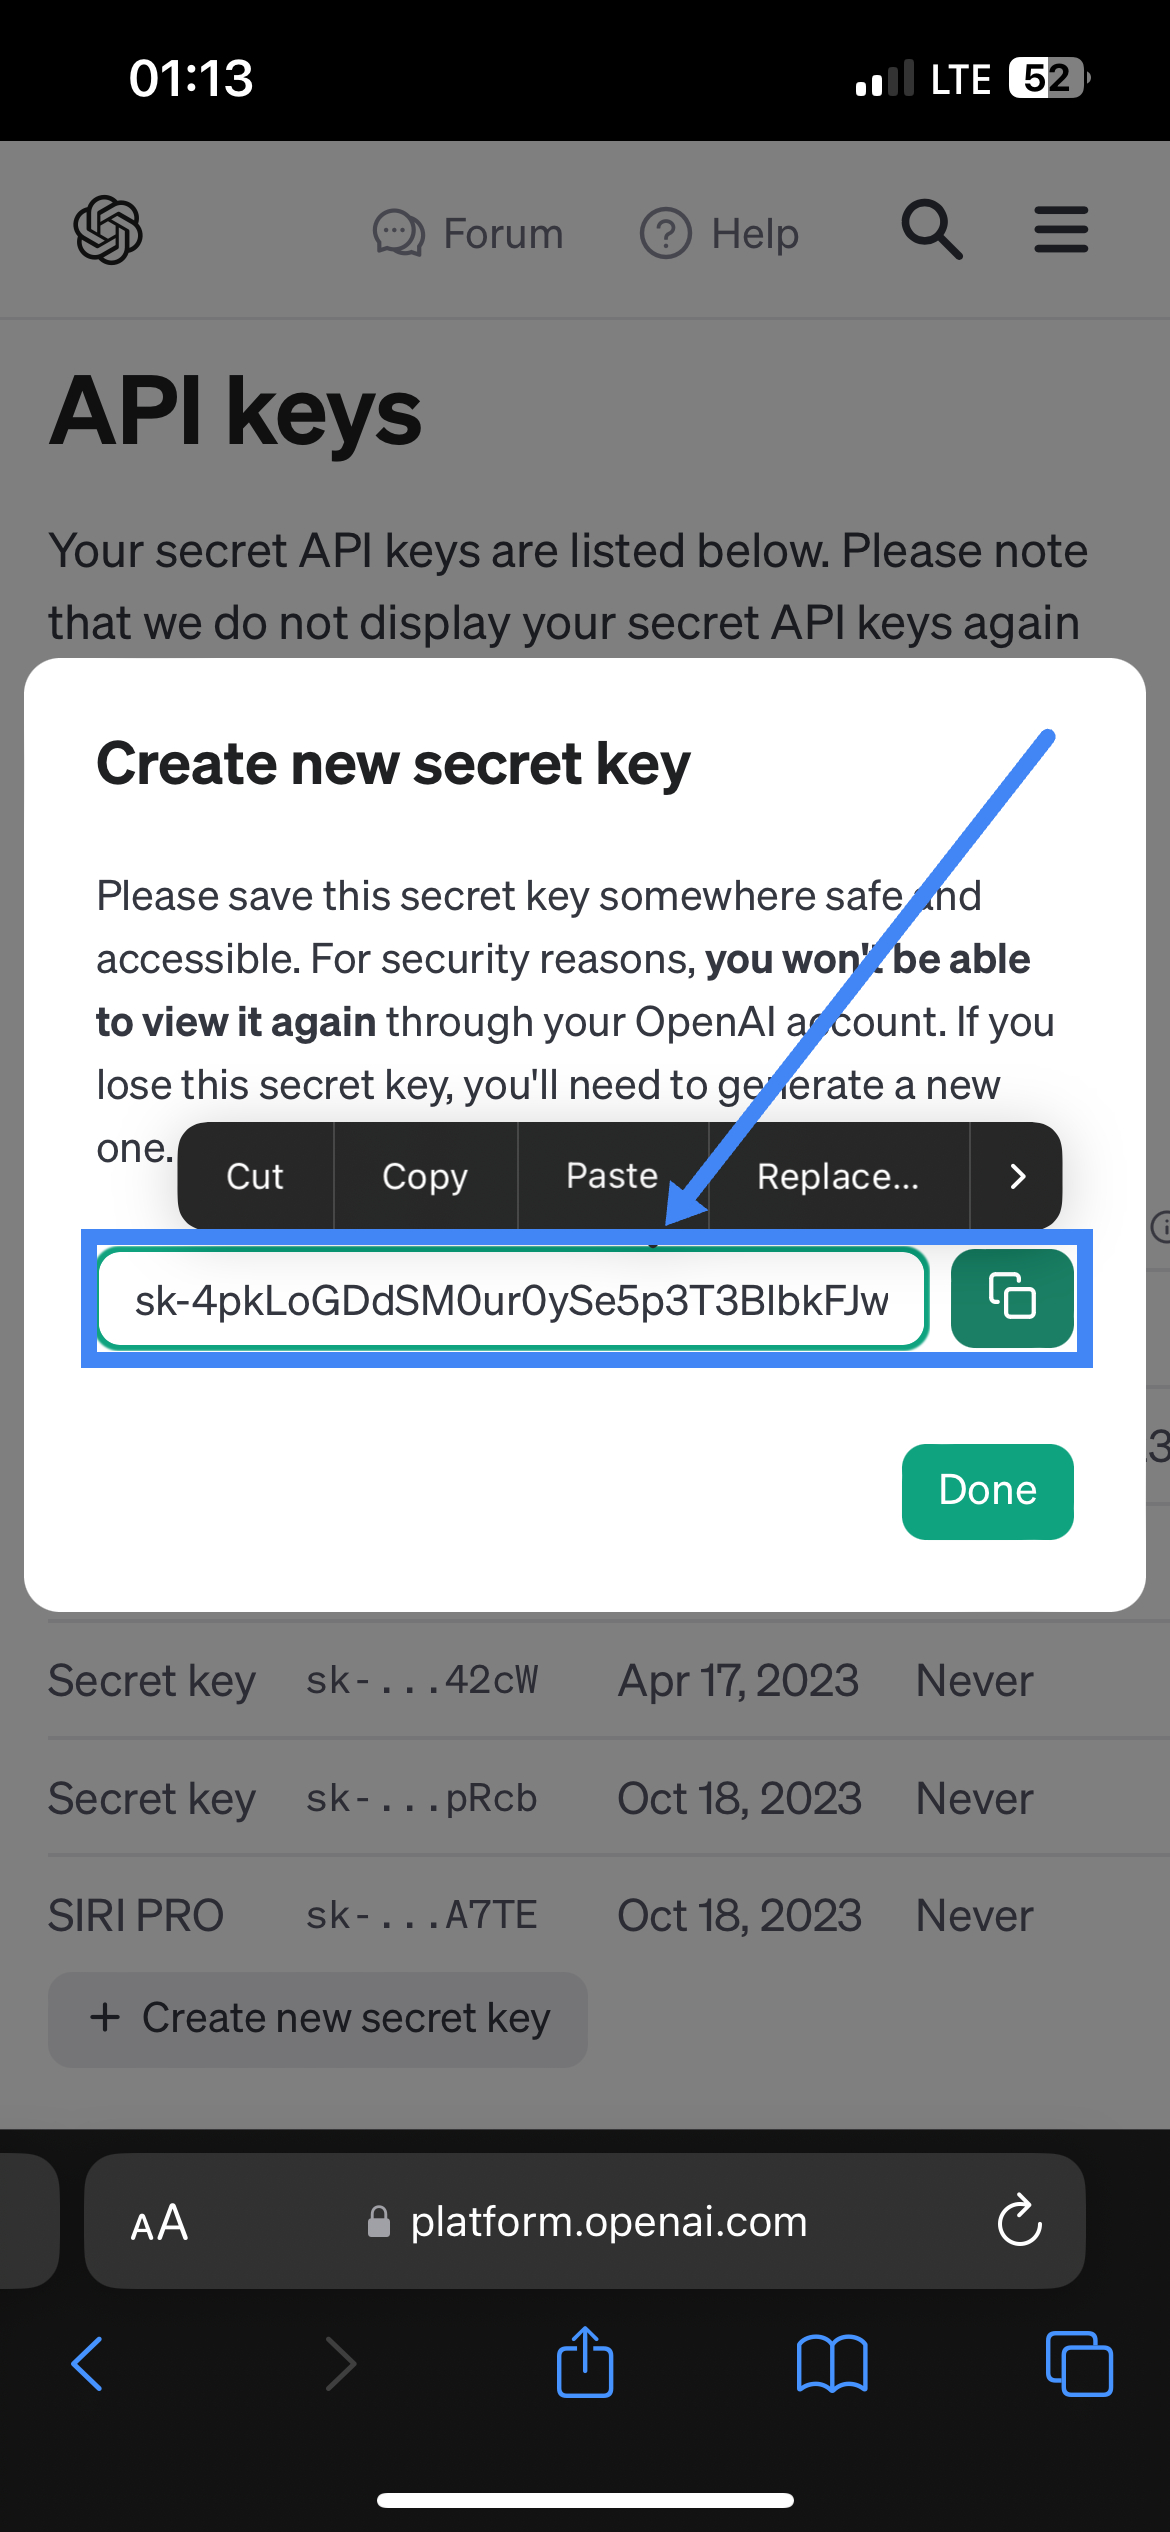 01:13
LTE 52
Forum
Help
API keys
Your secret API keys are listed below. Please note
that we do not display your secret API keys again
Create new secret key
Please save this secret key somewhere safe and
accessible. For security reasons, you won't be able
to view it again through your OpenAI account. If you
lose this secret key, you'll need to generate a new
one.
Cut Copy Paste Replace...
sk-4pkLoGDdSM0ur0ySe5p3T3BlbkFJw
.3
Done
Secret key sk-...42cW Apr 17, 2023 Never
Secret key sk-...pRcb Oct 18, 2023 Never
SIRI PRO sk-...A7TE Oct 18, 2023 Never
+ Create new secret key
AA platform.openai.com